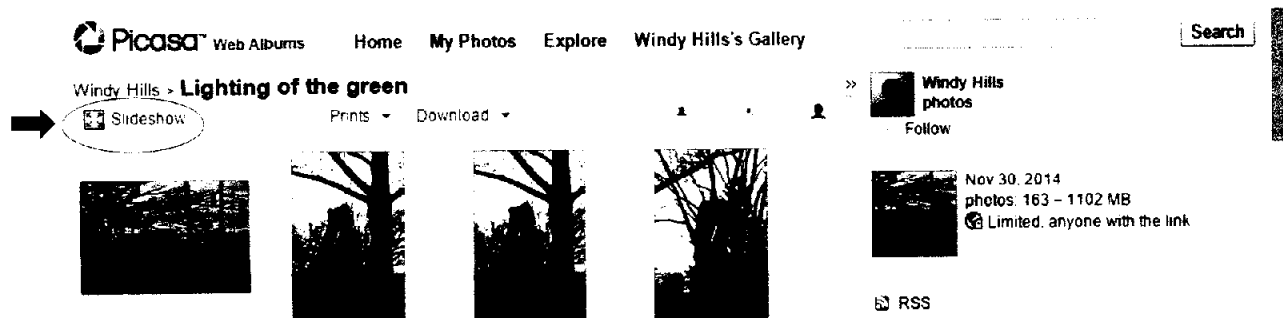 Picasa™ Web Albums Home My Photos Explore Windy Hills's Gallery Search
Windy Hills > Lighting of the green
Slideshow Prints Download
» Windy Hills
photos
Follow
Nov 30, 2014
photos: 163 – 1102 MB
Limited, anyone with the link
RSS